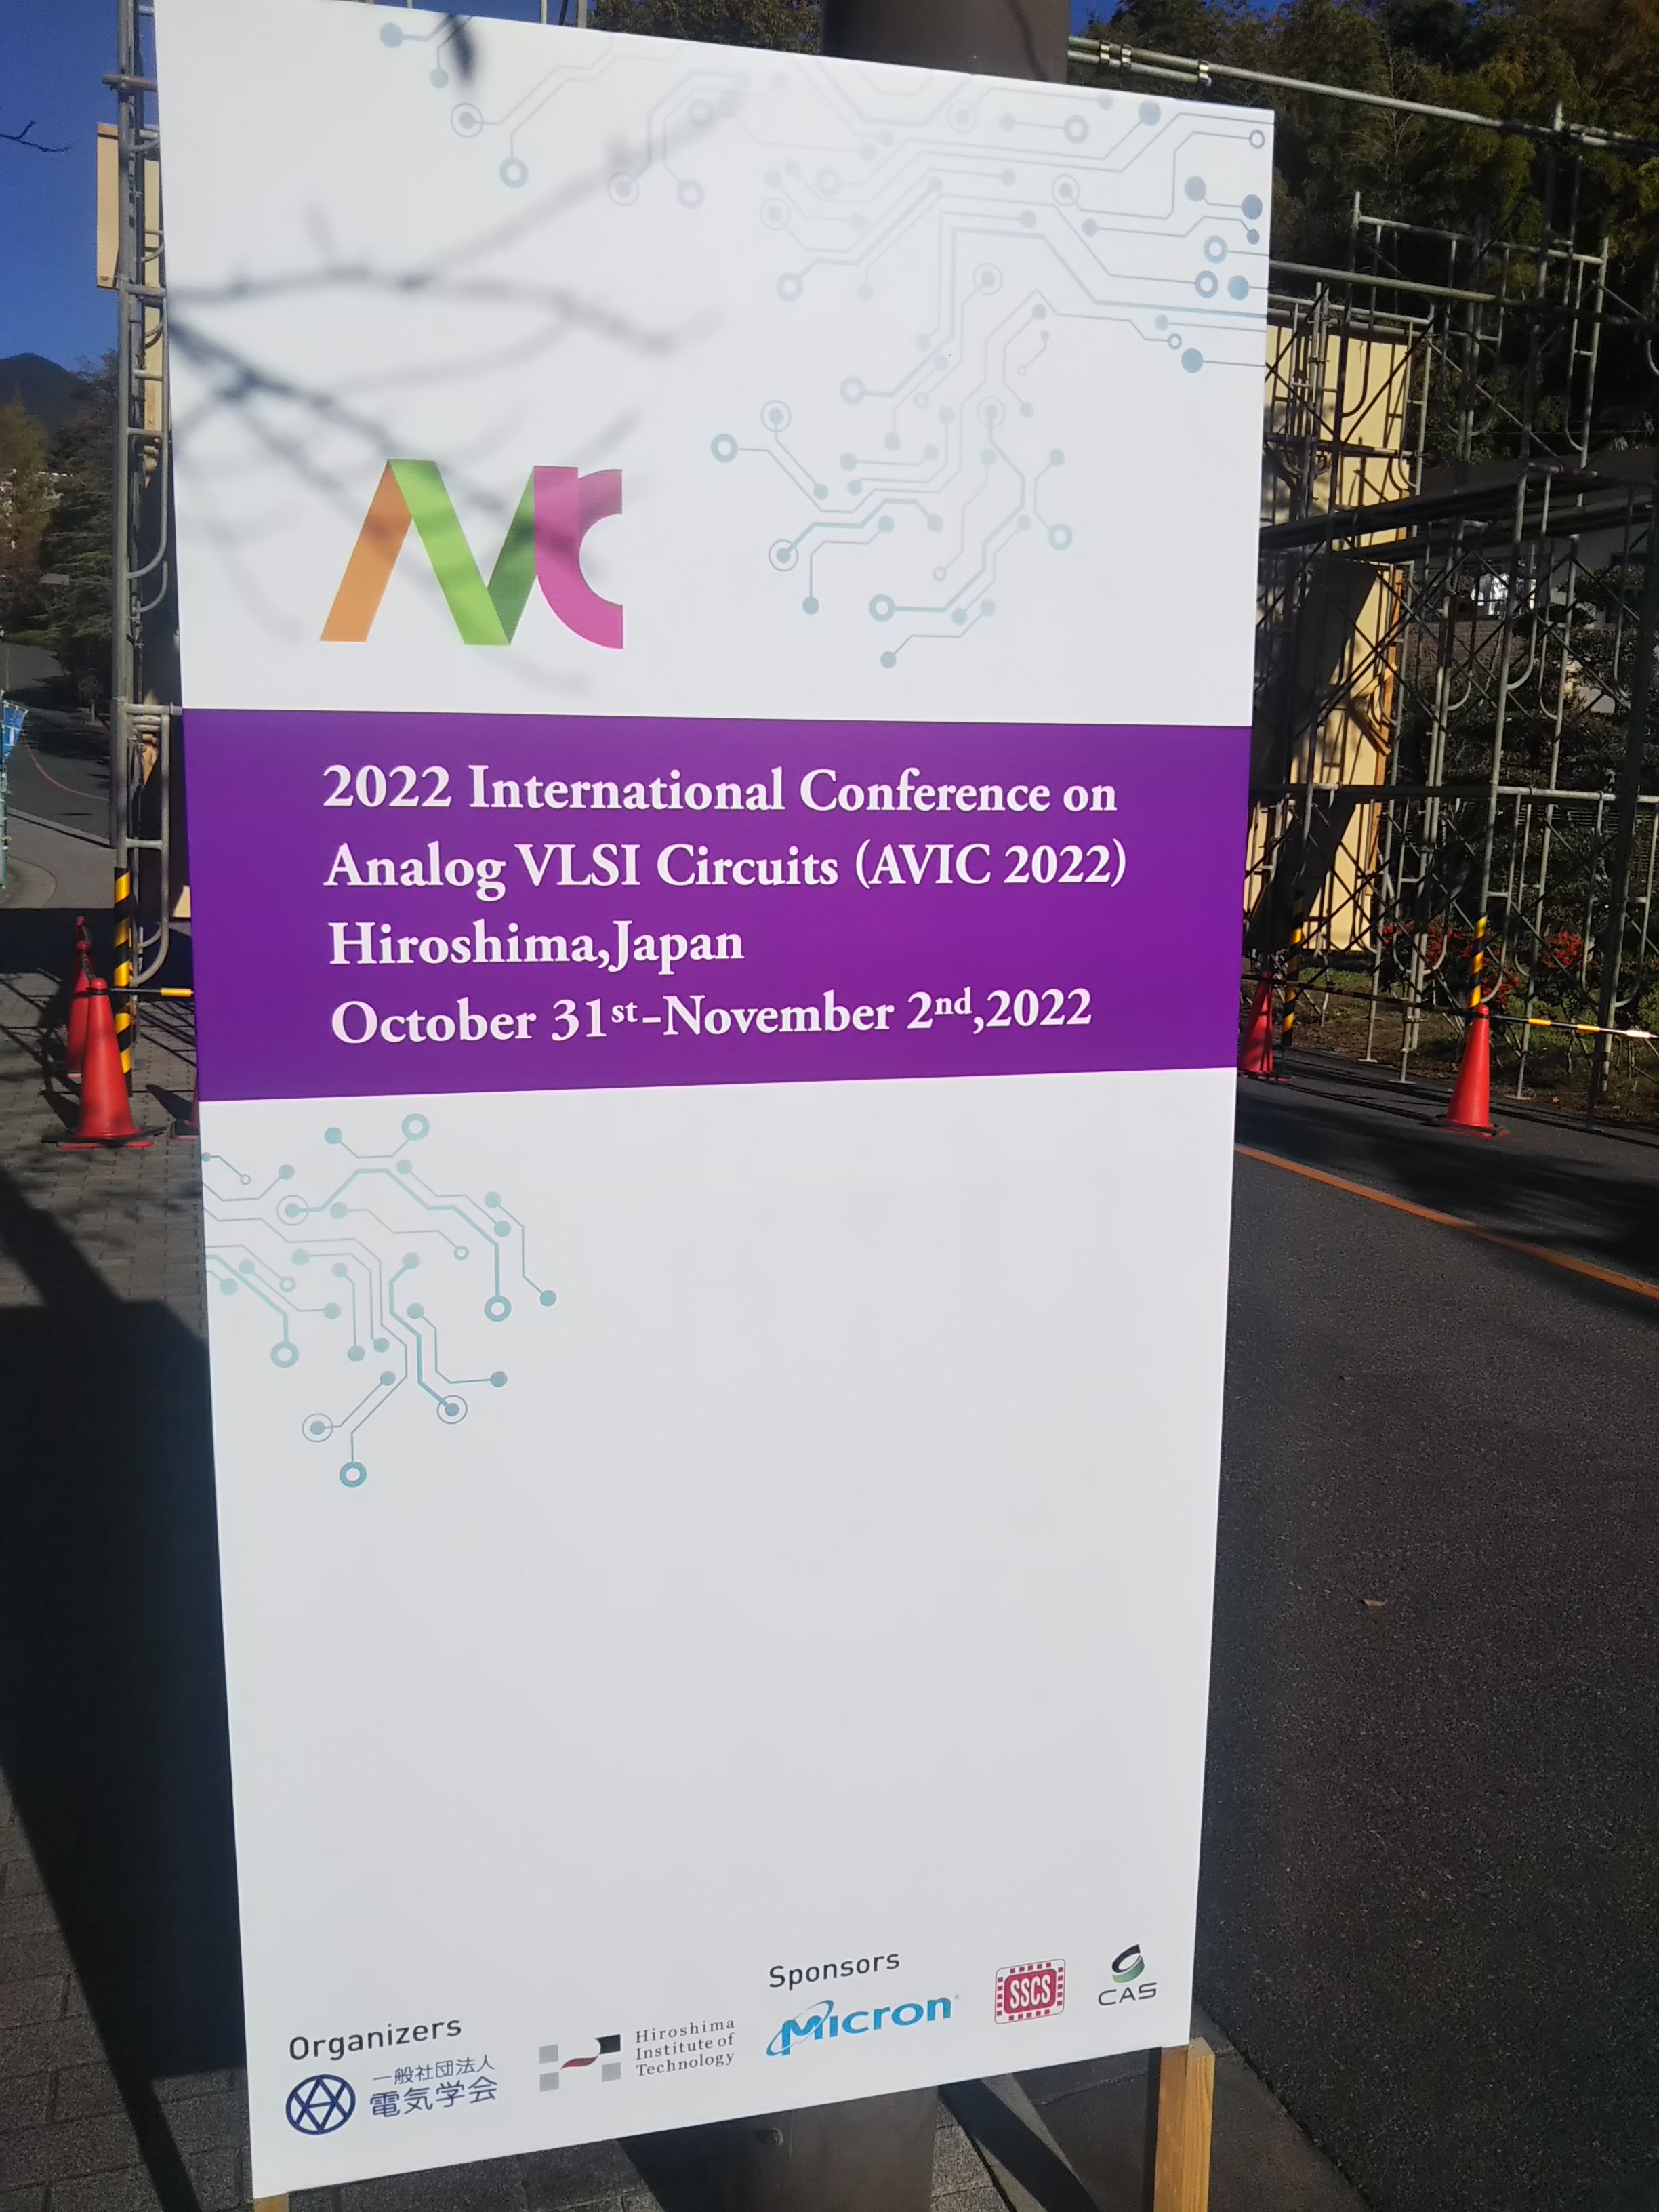 AVIC
2022 International Conference on
Analog VLSI Circuits (AVIC 2022)
Hiroshima,Japan
October 31st-November 2nd,2022
Organizers
一般社団法人
電気学会
Hiroshima
Institute of
Technology
Sponsors
Micron
SSCS
CAS